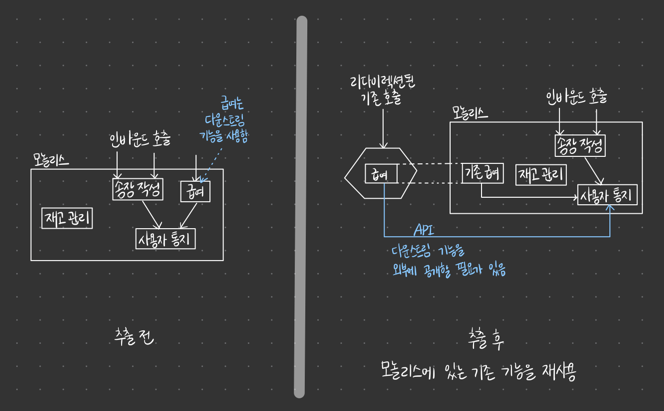 급여는
다운스트림
기능을 사용함
인바운드 호출
모놀리스
송장 작성
급여
재고 관리
사용자 통지
추출 전
리다이렉션된
기존 호출
인바운드 호출
모놀리스
송장 작성
급여
기존 급여
재고 관리
사용자 통지
API
다운스트림 기능을
외부에 공개할 필요가 있음
추출 후
모놀리스에 있는 기존 기능을 재사용